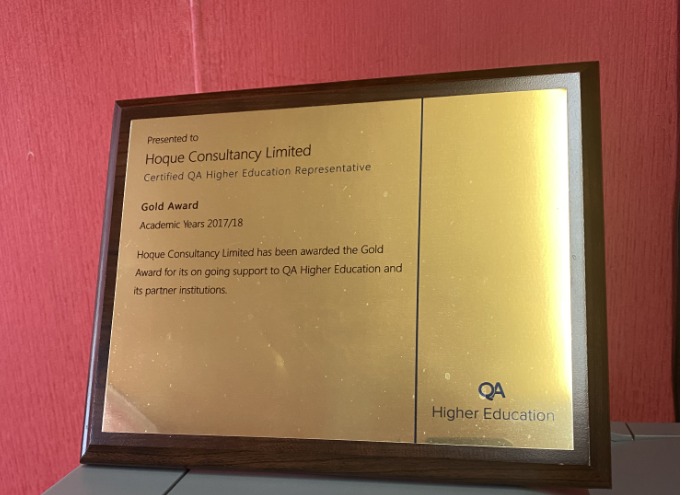 Presented to
Hoque Consultancy Limited
Certified QA Higher Education Representative
Gold Award
Academic Years 2017/18
Hoque Consultancy Limited has been awarded the Gold
Award for its on going support to QA Higher Education and
its partner institutions.
QA
Higher Education